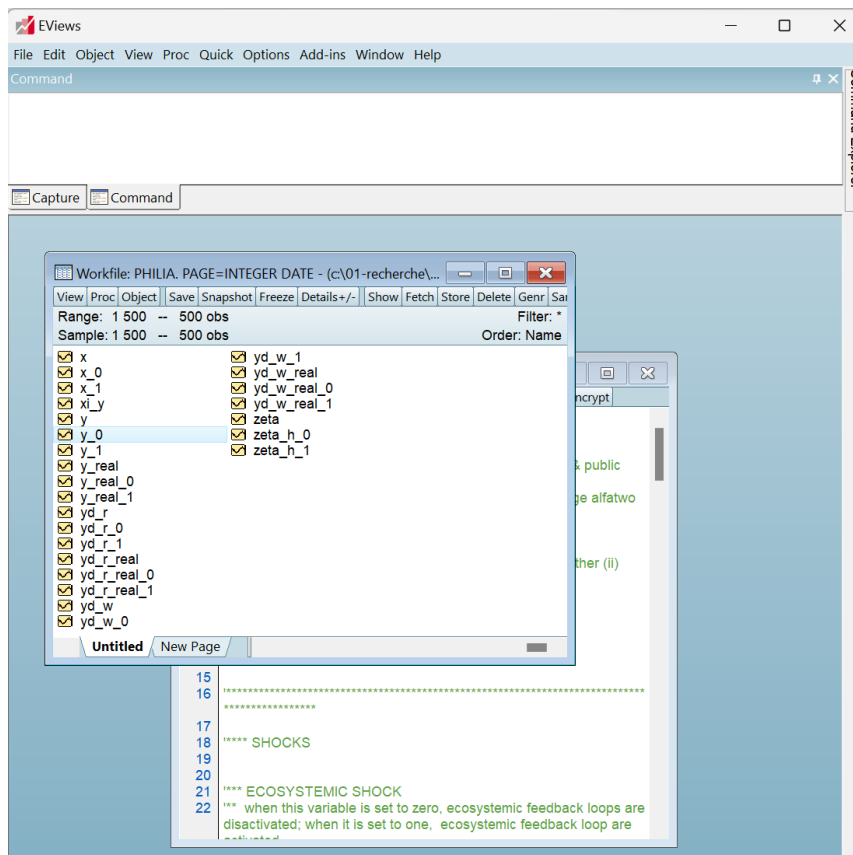 EViews
File Edit Object View Proc Quick Options Add-ins Window Help
Command
Capture Command
Workfile: PHILIA. PAGE=INTEGER DATE - (c:\01-recherche\...
View Proc Object Save Snapshot Freeze Details+/- Show Fetch Store Delete Genr Sa
Range: 1 500 -- 500 obs Filter: *
Sample: 1 500 -- 500 obs Order: Name
x
x_0
x_1
xi_y
y
y_0
y_1
y_real
y_real_0
y_real_1
yd_r
yd_r_0
yd_r_1
yd_r_real
yd_r_real_0
yd_r_real_1
yd_w
yd_w_0
yd_w_1
yd_w_real
yd_w_real_0
yd_w_real_1
zeta
zeta_h_0
zeta_h_1
Untitled New Page
ncrypt
& public
ge alfatwo
ther (ii)
15
16 '******************************************************************************
*****************
17
18 '**** SHOCKS
19
20
21 '*** ECOSYSTEMIC SHOCK
22 '** when this variable is set to zero, ecosystemic feedback loops are
disactivated; when it is set to one, ecosystemic feedback loop are